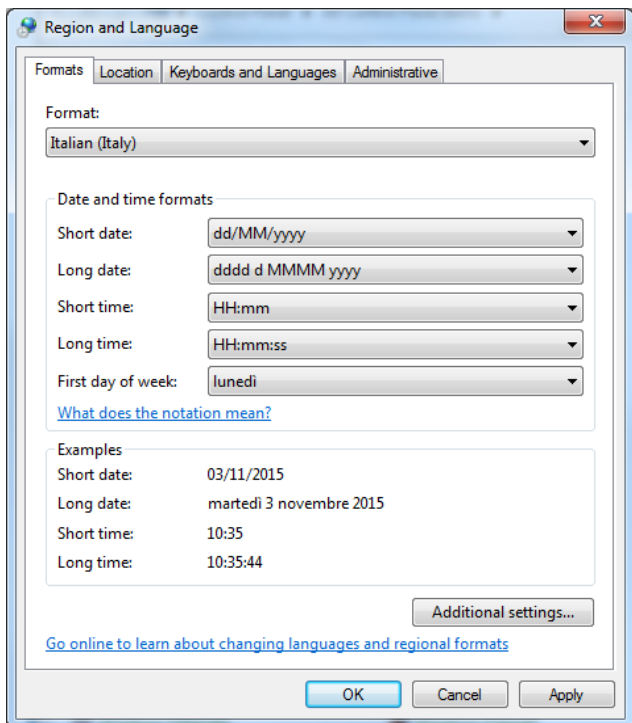 Region and Language
Formats Location Keyboards and Languages Administrative
Format:
Italian (Italy)
Date and time formats
Short date: dd/MM/yyyy
Long date: dddd d MMMM yyyy
Short time: HH:mm
Long time: HH:mm:ss
First day of week: lunedì
What does the notation mean?
Examples
Short date: 03/11/2015
Long date: martedì 3 novembre 2015
Short time: 10:35
Long time: 10:35:44
Additional settings...
Go online to learn about changing languages and regional formats
OK Cancel Apply